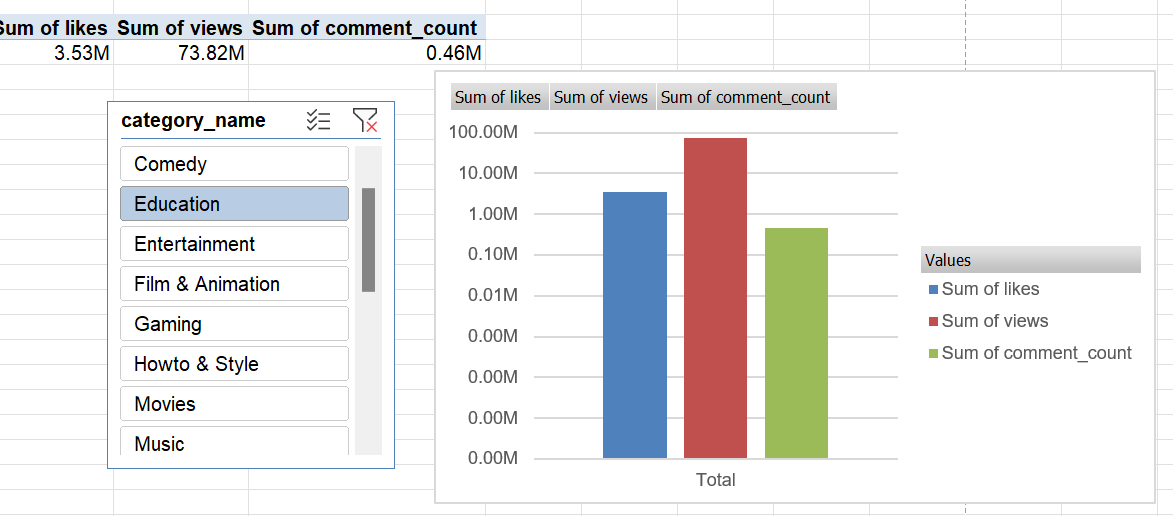 Sum of likes Sum of views Sum of comment_count
3.53M 73.82M 0.46M
category_name
Comedy
Education
Entertainment
Film & Animation
Gaming
Howto & Style
Movies
Music
Sum of likes Sum of views Sum of comment_count
100.00M
10.00M
1.00M
0.10M
0.01M
0.00M
0.00M
0.00M
0.00M
Total
Values
Sum of likes
Sum of views
Sum of comment_count